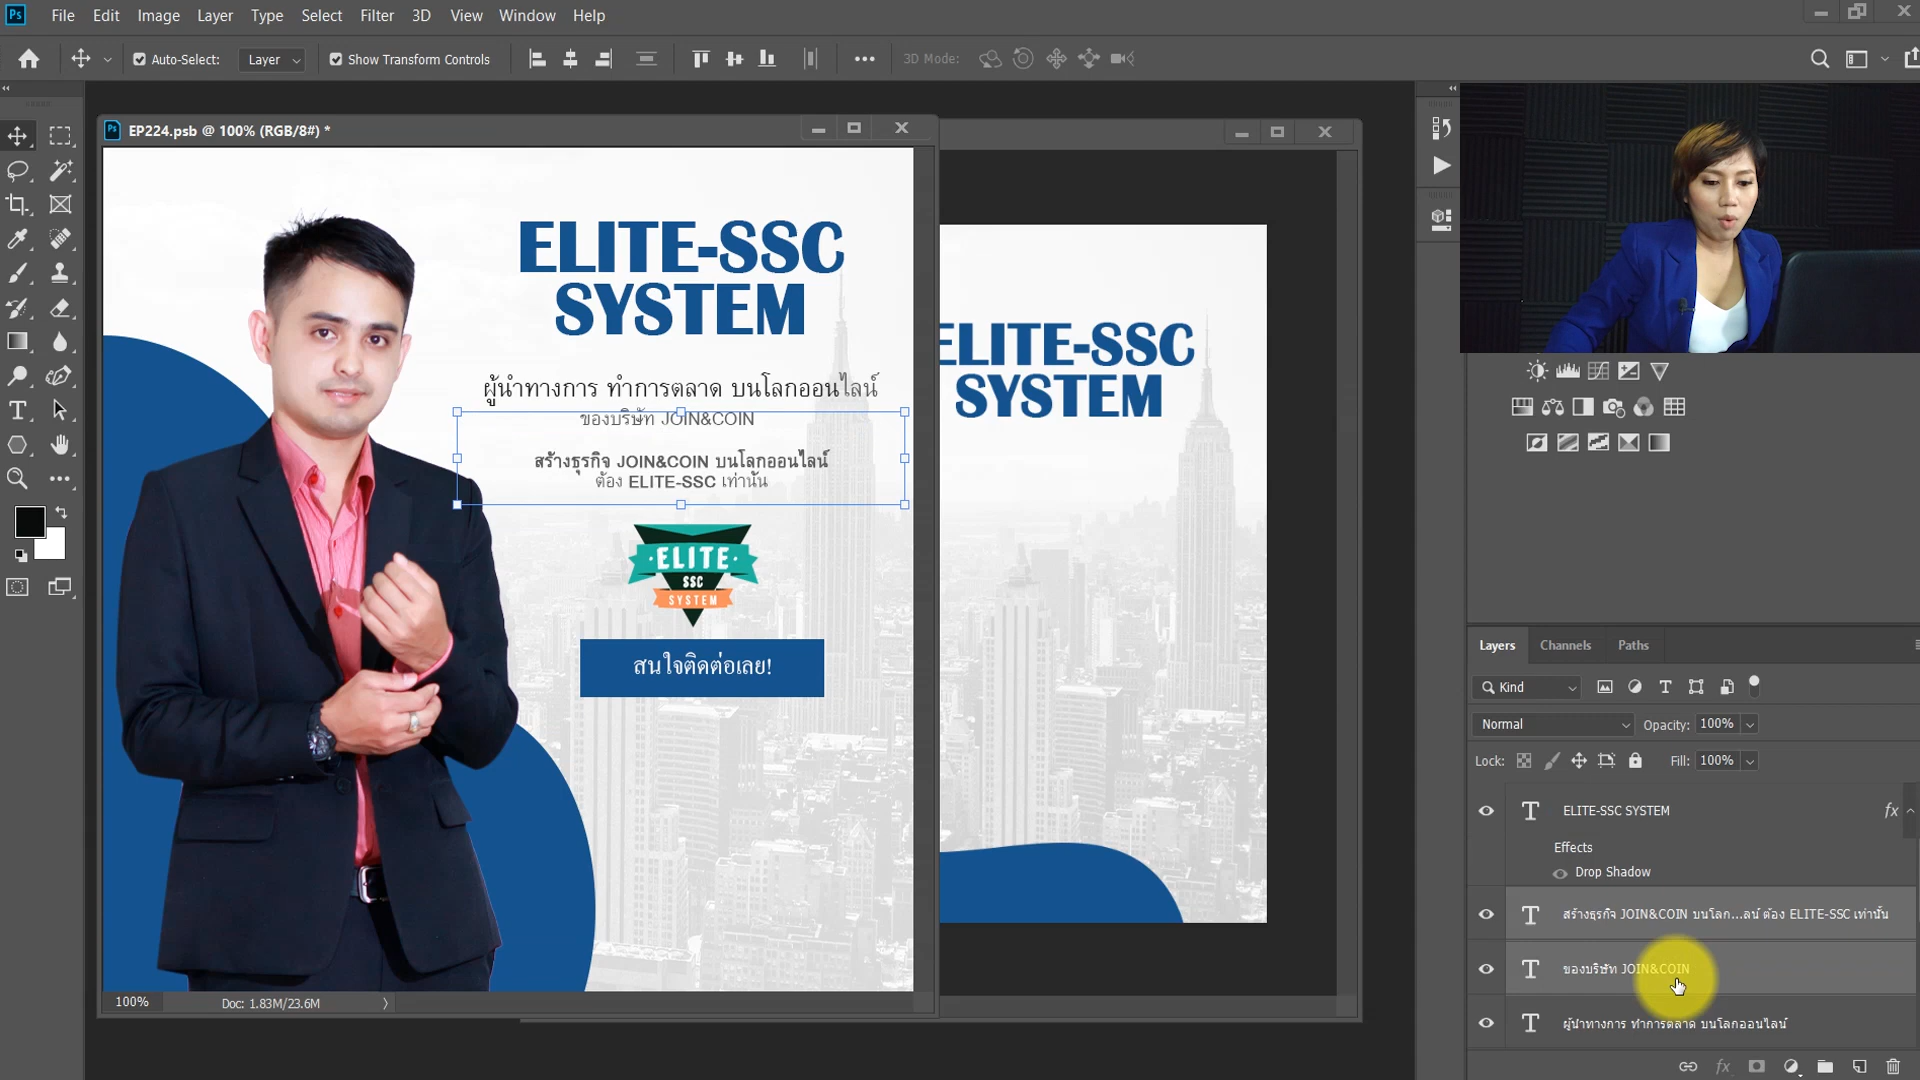 File Edit Image Layer Type Select Filter 3D View Window Help
Auto-Select: Layer Show Transform Controls 3D Mode:
EP224.psb @ 100% (RGB/8#) *
ELITE-SSC
SYSTEM
ผู้นำทางการ ทำการตลาด บนโลกออนไลน์
ของบริษัท JOIN&COIN
สร้างธุรกิจ JOIN&COIN บนโลกออนไลน์
ต้อง ELITE-SSC เท่านั้น
ELITE
SSC
SYSTEM
สนใจติดต่อเลย!
100% Doc: 1.83M/23.6M
ELITE-SSC
SYSTEM
Layers Channels Paths
Kind
Normal Opacity: 100%
Lock: Fill: 100%
ELITE-SSC SYSTEM fx
Effects
Drop Shadow
สร้างธุรกิจ JOIN&COIN บนโลก...ลน์ ต้อง ELITE-SSC เท่านั้น
ของบริษัท JOIN&COIN
ผู้นำทางการ ทำการตลาด บนโลกออนไลน์
fx